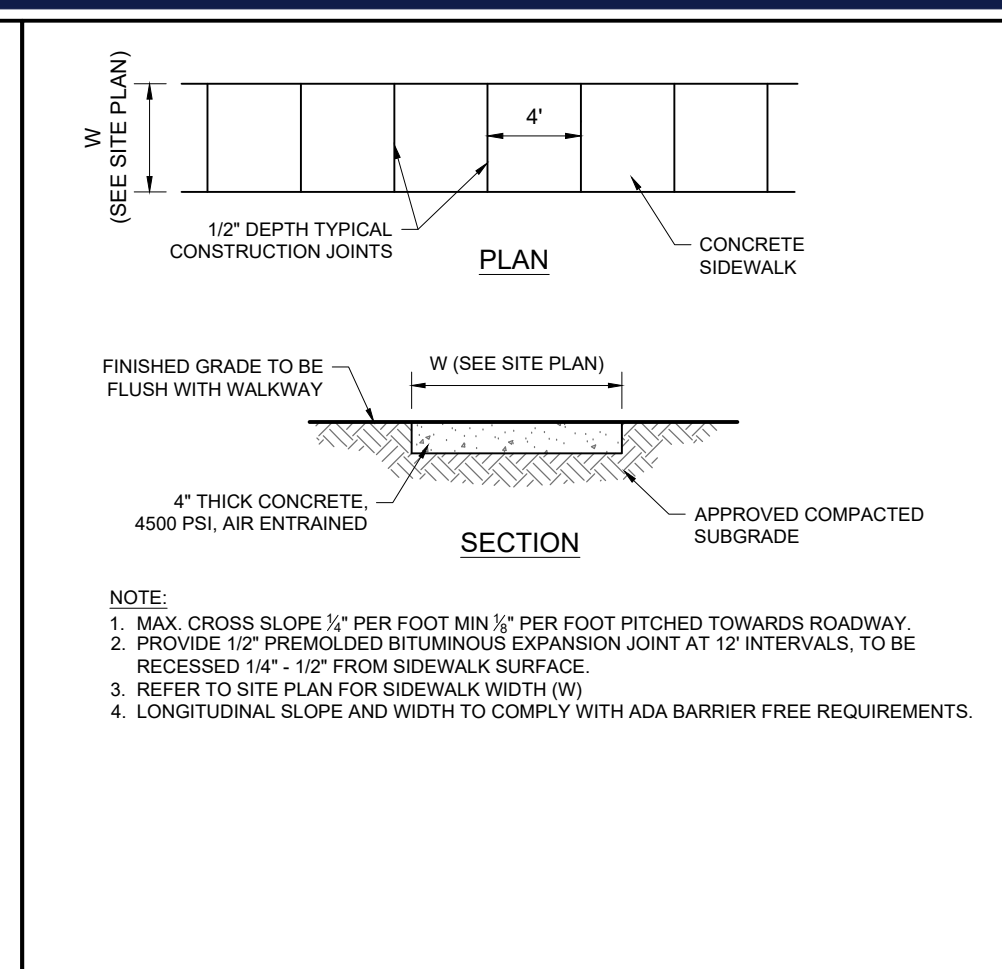 W
(SEE SITE PLAN)
4'
1/2" DEPTH TYPICAL
CONSTRUCTION JOINTS
PLAN
CONCRETE
SIDEWALK
FINISHED GRADE TO BE
FLUSH WITH WALKWAY
W (SEE SITE PLAN)
4" THICK CONCRETE,
4500 PSI, AIR ENTRAINED
SECTION
APPROVED COMPACTED
SUBGRADE
NOTE:
1. MAX. CROSS SLOPE 1/4" PER FOOT MIN 1/8" PER FOOT PITCHED TOWARDS ROADWAY.
2. PROVIDE 1/2" PREMOLDED BITUMINOUS EXPANSION JOINT AT 12' INTERVALS, TO BE
RECESSED 1/4" - 1/2" FROM SIDEWALK SURFACE.
3. REFER TO SITE PLAN FOR SIDEWALK WIDTH (W)
4. LONGITUDINAL SLOPE AND WIDTH TO COMPLY WITH ADA BARRIER FREE REQUIREMENTS.